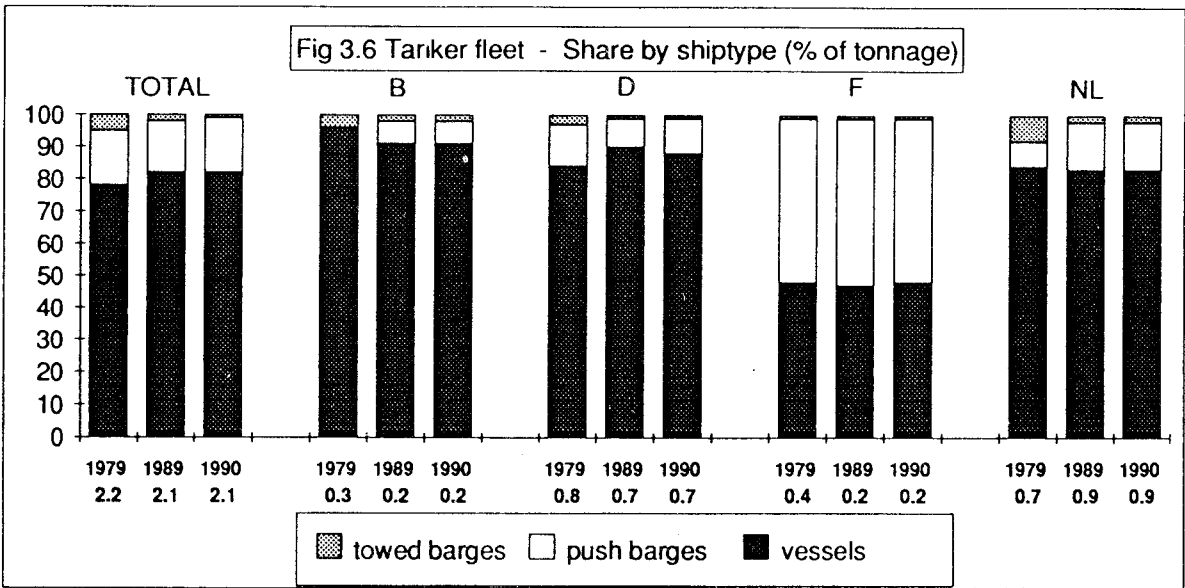 Fig 3.6 Tanker fleet - Share by shiptype (% of tonnage)
TOTAL B D F NL
100
90
80
70
60
50
40
30
20
10
0
1979 1989 1990 1979 1989 1990 1979 1989 1990 1979 1989 1990 1979 1989 1990
2.2 2.1 2.1 0.3 0.2 0.2 0.8 0.7 0.7 0.4 0.2 0.2 0.7 0.9 0.9
towed barges push barges vessels